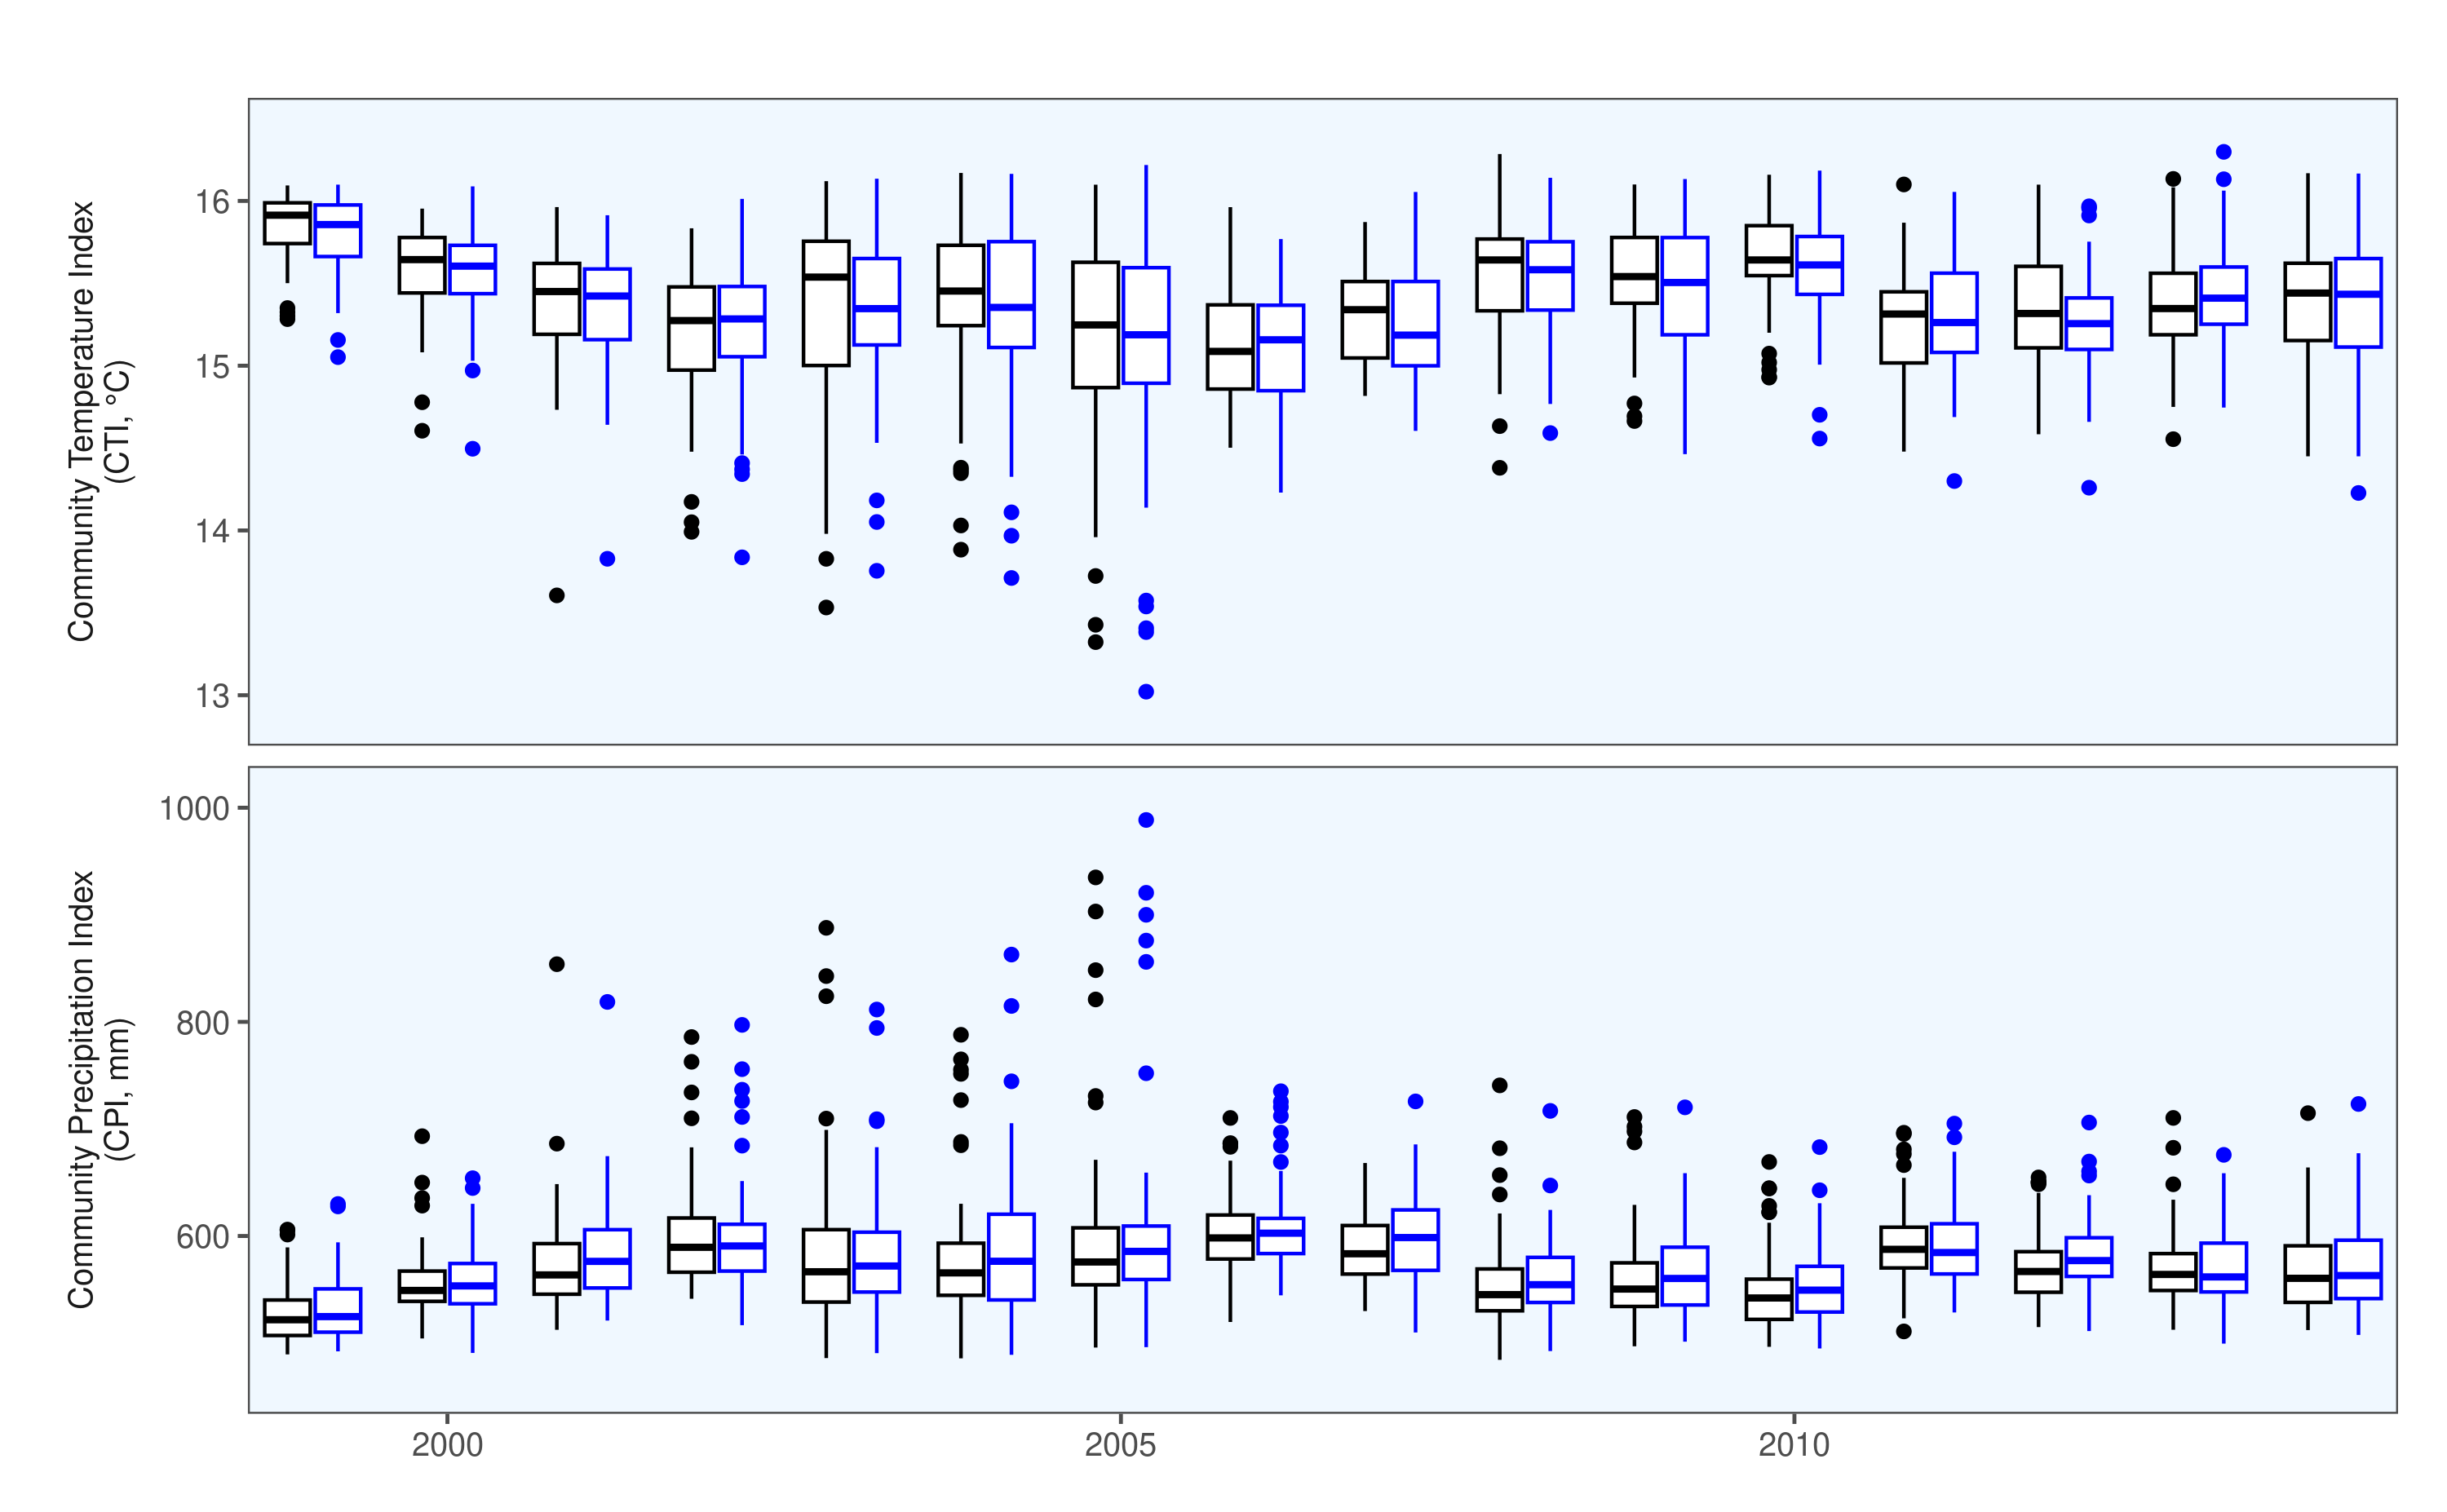 Community Temperature Index
(CTI, °C)
16
15
14
13
Community Precipitation Index
(CPI, mm)
1000
800
600
2000
2005
2010